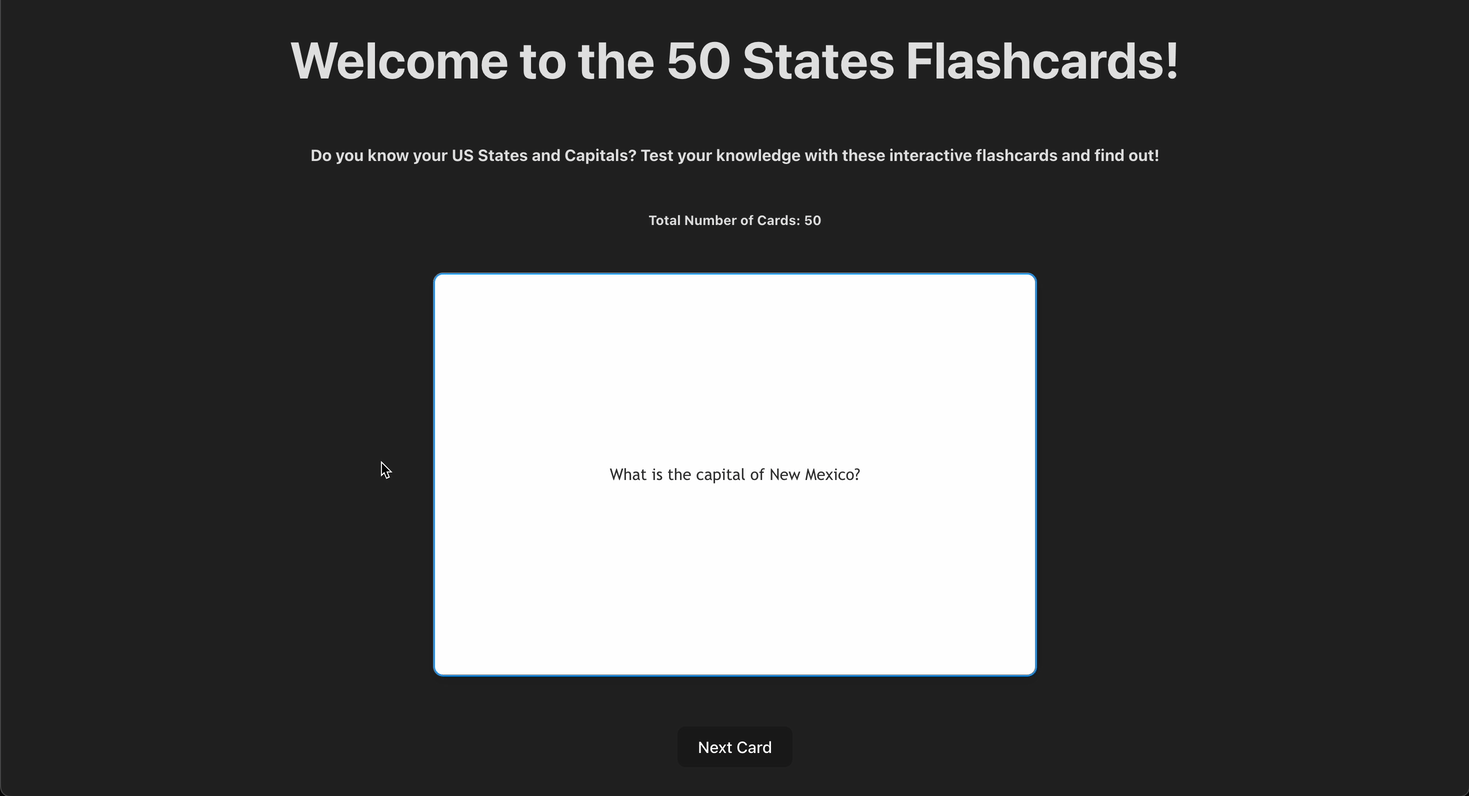 Welcome to the 50 States Flashcards!
Do you know your US States and Capitals? Test your knowledge with these interactive flashcards and find out!
Total Number of Cards: 50
What is the capital of New Mexico?
Next Card